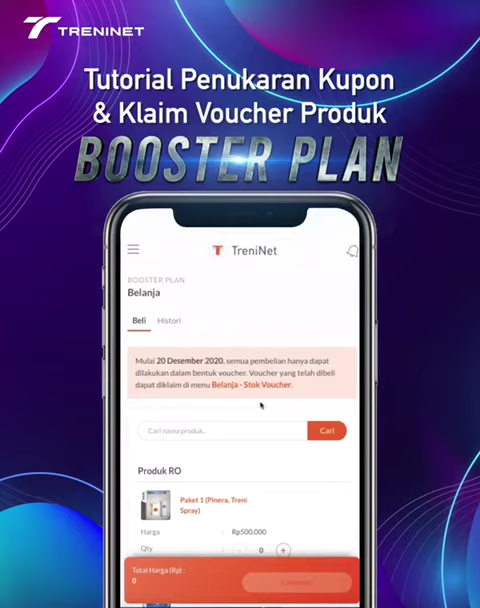 TRENINET
Tutorial Penukaran Kupon
& Klaim Voucher Produk
BOOSTER PLAN
TreniNet
BOOSTER PLAN
Belanja
Beli Histori
Mulai 20 Desember 2020, semua pembelian hanya dapat
dilakukan dalam bentuk voucher. Voucher yang telah dibeli
dapat diklaim di menu Belanja - Stok Voucher.
Cari nama produk.. Cari
Produk RO
Paket 1 (Pinera, Treni
Spray)
Harga : Rp500.000
Qty : - 0 +
Total Harga (Rp) :
0